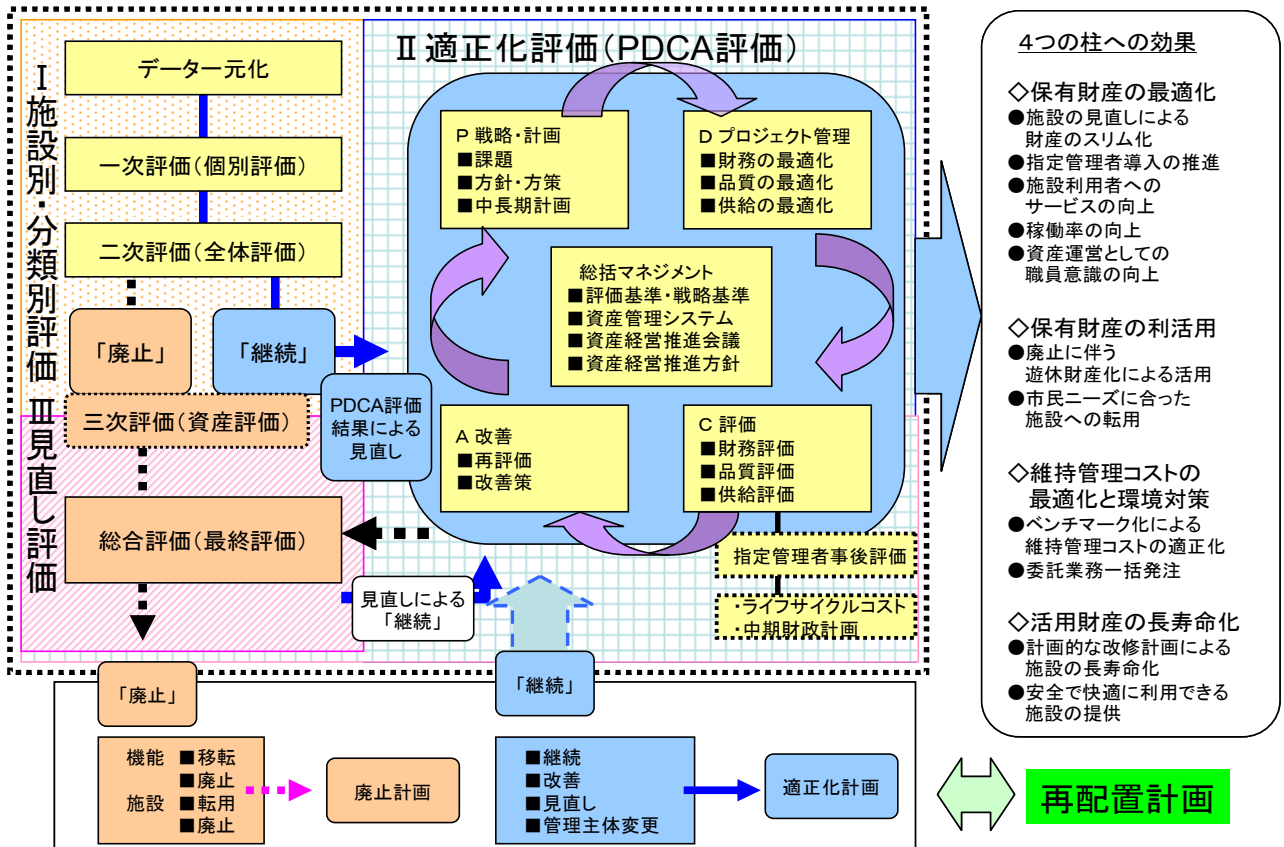 Ⅰ施設別・分類別評価
データー元化
一次評価(個別評価)
二次評価(全体評価)
「廃止」
「継続」
三次評価(資産評価)
Ⅲ見直し評価
総合評価(最終評価)
Ⅱ適正化評価(PDCA評価)
P 戦略・計画
■課題
■方針・方策
■中長期計画
D プロジェクト管理
■財務の最適化
■品質の最適化
■供給の最適化
総括マネジメント
■評価基準・戦略基準
■資産管理システム
■資産経営推進会議
■資産経営推進方針
PDCA評価
結果による
見直し
A 改善
■再評価
■改善策
C 評価
■財務評価
■品質評価
■供給評価
指定管理者事後評価
・ライフサイクルコスト
・中期財政計画
見直しによる
「継続」
「廃止」
機能 ■移転
■廃止
施設 ■転用
■廃止
廃止計画
「継続」
■継続
■改善
■見直し
■管理主体変更
適正化計画
4つの柱への効果
◇保有財産の最適化
●施設の見直しによる
財産のスリム化
●指定管理者導入の推進
●施設利用者への
サービスの向上
●稼働率の向上
●資産運営としての
職員意識の向上
◇保有財産の利活用
●廃止に伴う
遊休財産化による活用
●市民ニーズに合った
施設への転用
◇維持管理コストの
最適化と環境対策
●ベンチマーク化による
維持管理コストの適正化
●委託業務一括発注
◇活用財産の長寿命化
●計画的な改修計画による
施設の長寿命化
●安全で快適に利用できる
施設の提供
再配置計画